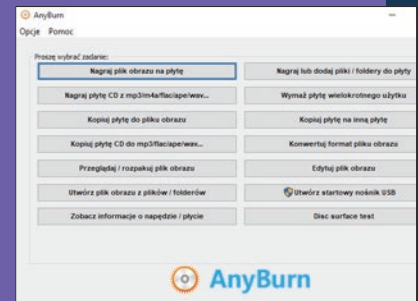 AnyBurn
Opcje Pomoc
Proszę wybrać zadanie:
Nagraj plik obrazu na płytę
Nagraj lub dodaj pliki / foldery do płyty
Nagraj płytę CD z mp3/m4a/flac/ape/wav...
Wymaż płytę wielokrotnego użytku
Kopiuj płytę do pliku obrazu
Kopiuj płytę na inną płytę
Kopiuj płytę CD do mp3/flac/ape/wav...
Konwertuj format pliku obrazu
Przeglądaj / rozpakuj plik obrazu
Edytuj plik obrazu
Utwórz plik obrazu z plików / folderów
Utwórz startowy nośnik USB
Zobacz informacje o napędzie / płycie
Disc surface test
AnyBurn